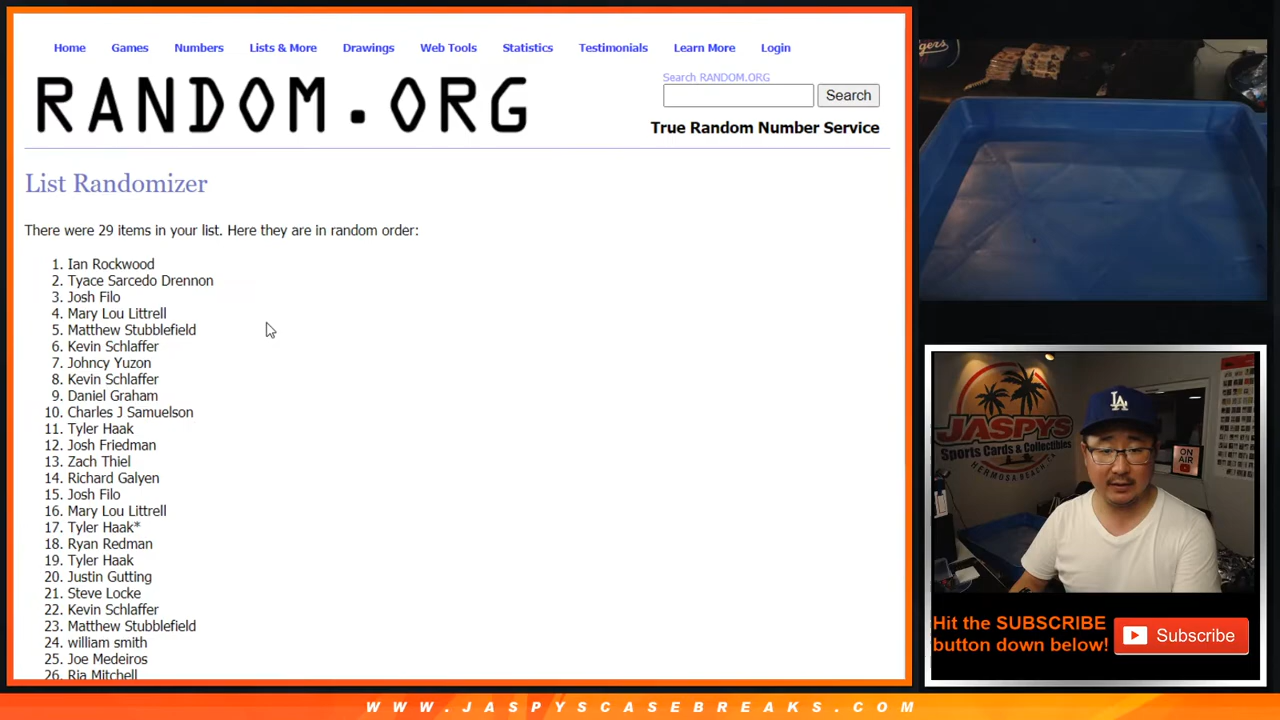 Home Games Numbers Lists & More Drawings Web Tools Statistics Testimonials Learn More Login
RANDOM.ORG
Search RANDOM.ORG
Search
True Random Number Service
List Randomizer
There were 29 items in your list. Here they are in random order:
1. Ian Rockwood
2. Tyace Sarcedo Drennon
3. Josh Filo
4. Mary Lou Littrell
5. Matthew Stubblefield
6. Kevin Schlaffer
7. Johncy Yuzon
8. Kevin Schlaffer
9. Daniel Graham
10. Charles J Samuelson
11. Tyler Haak
12. Josh Friedman
13. Zach Thiel
14. Richard Galyen
15. Josh Filo
16. Mary Lou Littrell
17. Tyler Haak*
18. Ryan Redman
19. Tyler Haak
20. Justin Gutting
21. Steve Locke
22. Kevin Schlaffer
23. Matthew Stubblefield
24. william smith
25. Joe Medeiros
26. Ria Mitchell
JASPYS
Sports Cards & Collectibles
HERMOSA BEACH, CA
LA
ON
AIR
Hit the SUBSCRIBE
button down below!
Subscribe
WWW.JASPYSCASEBREAKS.COM